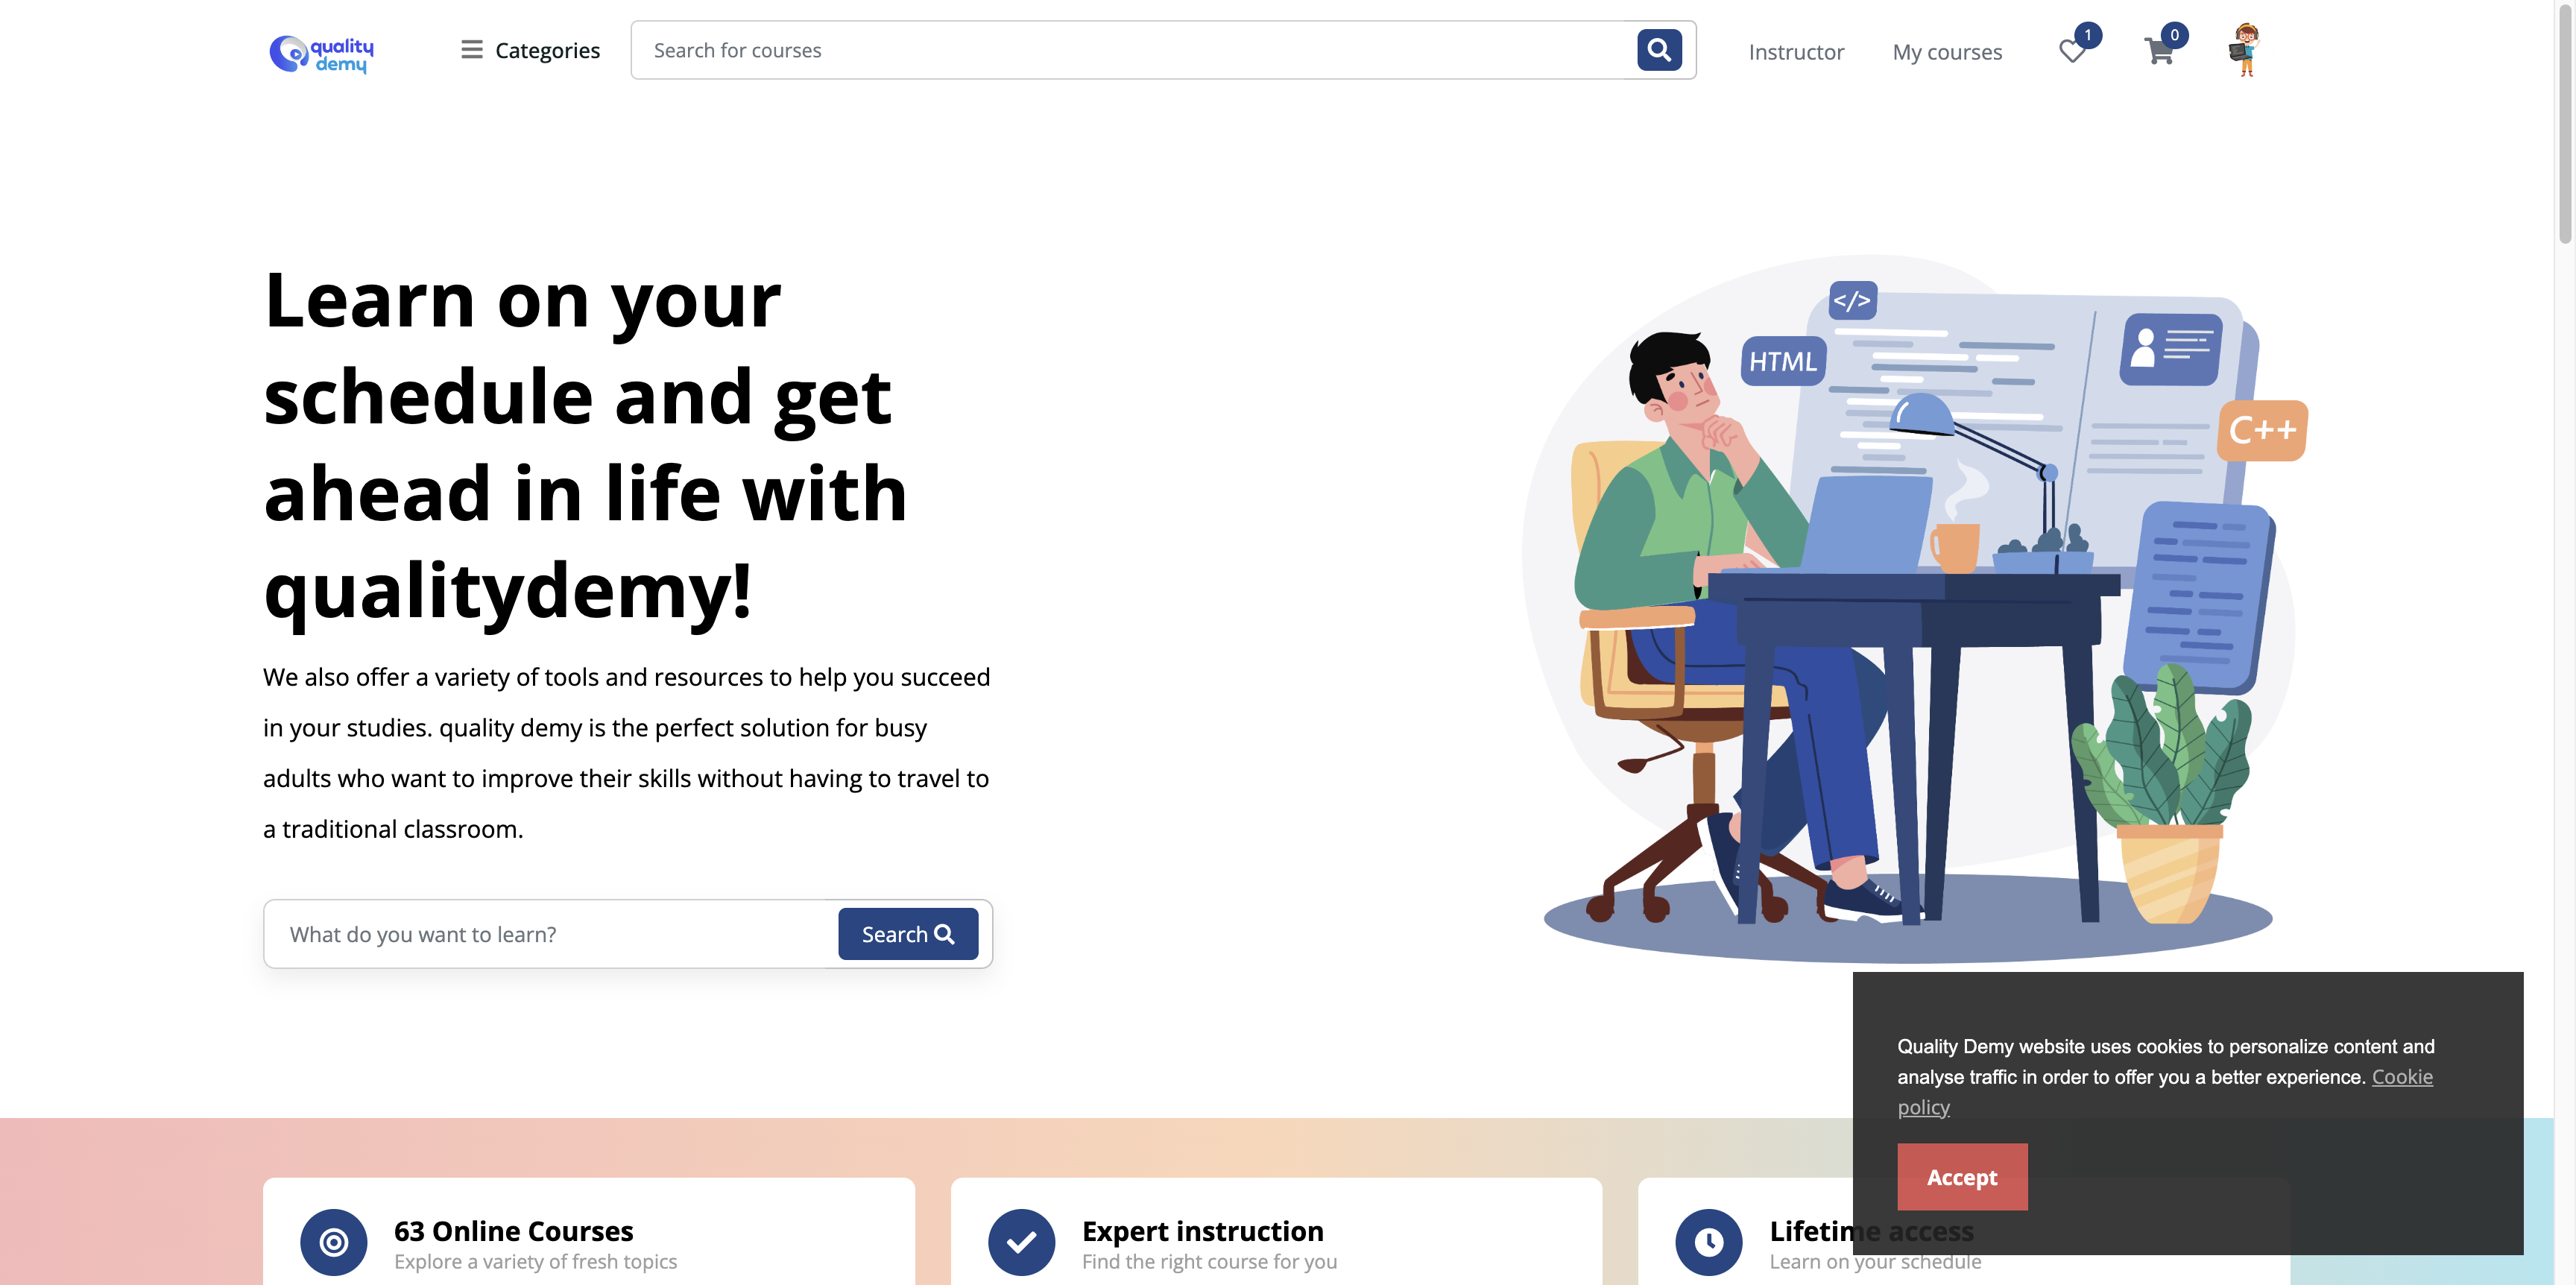 quality
demy
Categories
Search for courses
Instructor
My courses
1
0
Learn on your
schedule and get
ahead in life with
qualitydemy!
We also offer a variety of tools and resources to help you succeed
in your studies. quality demy is the perfect solution for busy
adults who want to improve their skills without having to travel to
a traditional classroom.
What do you want to learn?
Search
</>
HTML
C++
Quality Demy website uses cookies to personalize content and
analyse traffic in order to offer you a better experience. Cookie
policy
Accept
63 Online Courses
Explore a variety of fresh topics
Expert instruction
Find the right course for you
Lifetime access
Learn on your schedule